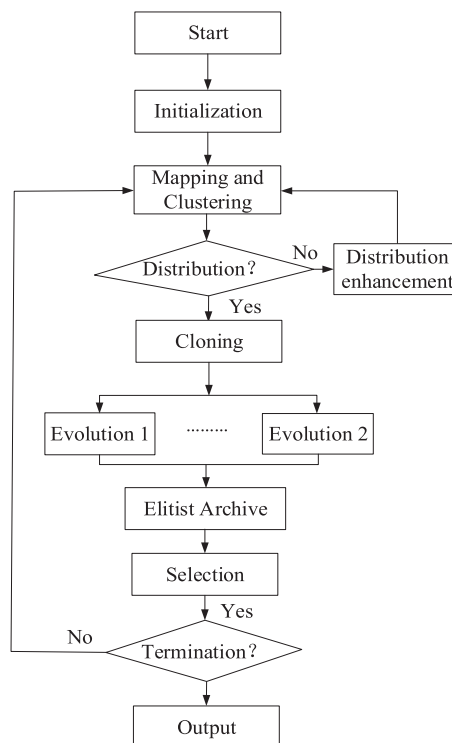 Start
Initialization
Mapping and
Clustering
Distribution?
No
Distribution
enhancement
Yes
Cloning
Evolution 1
.........
Evolution 2
Elitist Archive
Selection
Yes
No
Termination?
Output